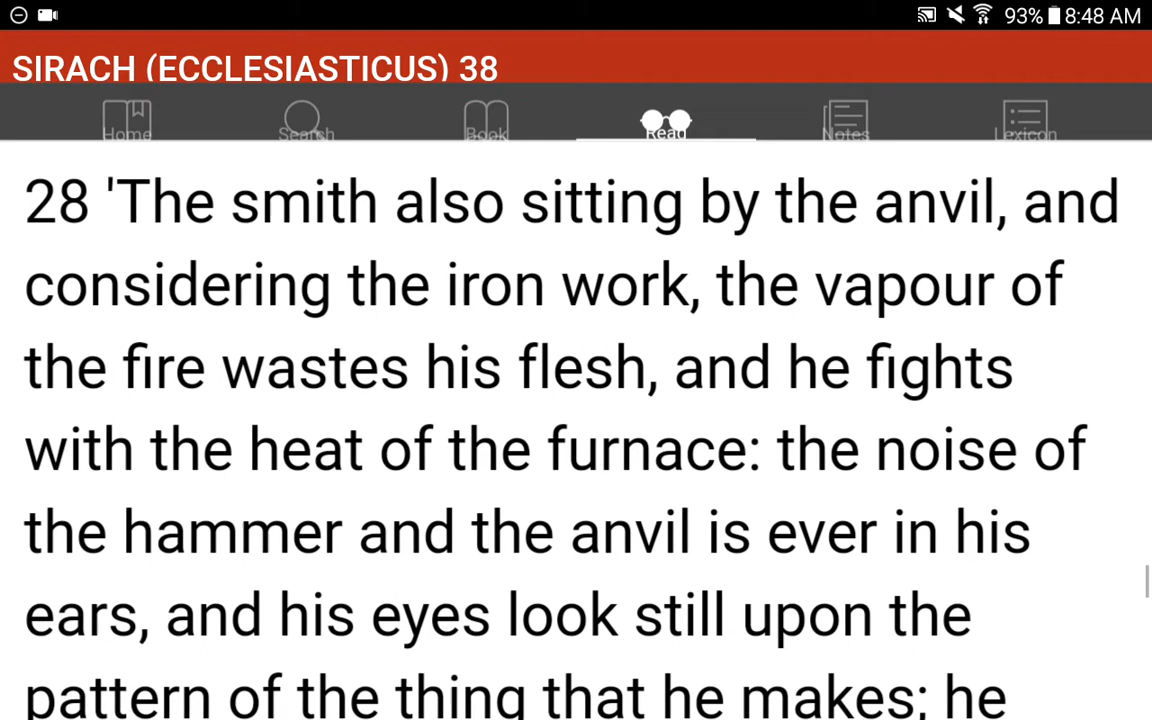 93% 8:48 AM
SIRACH (ECCLESIASTICUS) 38
Home Search Book Read Notes Lexicon
28 'The smith also sitting by the anvil, and
considering the iron work, the vapour of
the fire wastes his flesh, and he fights
with the heat of the furnace: the noise of
the hammer and the anvil is ever in his
ears, and his eyes look still upon the
pattern of the thing that he makes; he